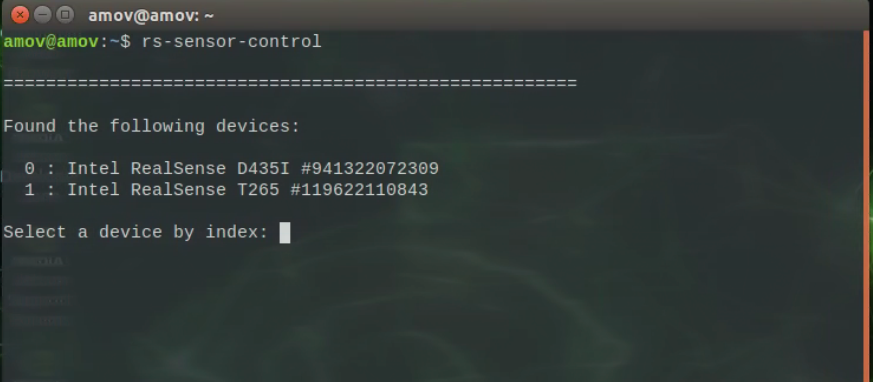 amov@amov: ~
amov@amov:~$ rs-sensor-control
======================================================
Found the following devices:
0 : Intel RealSense D435I #941322072309
1 : Intel RealSense T265 #119622110843
Select a device by index: